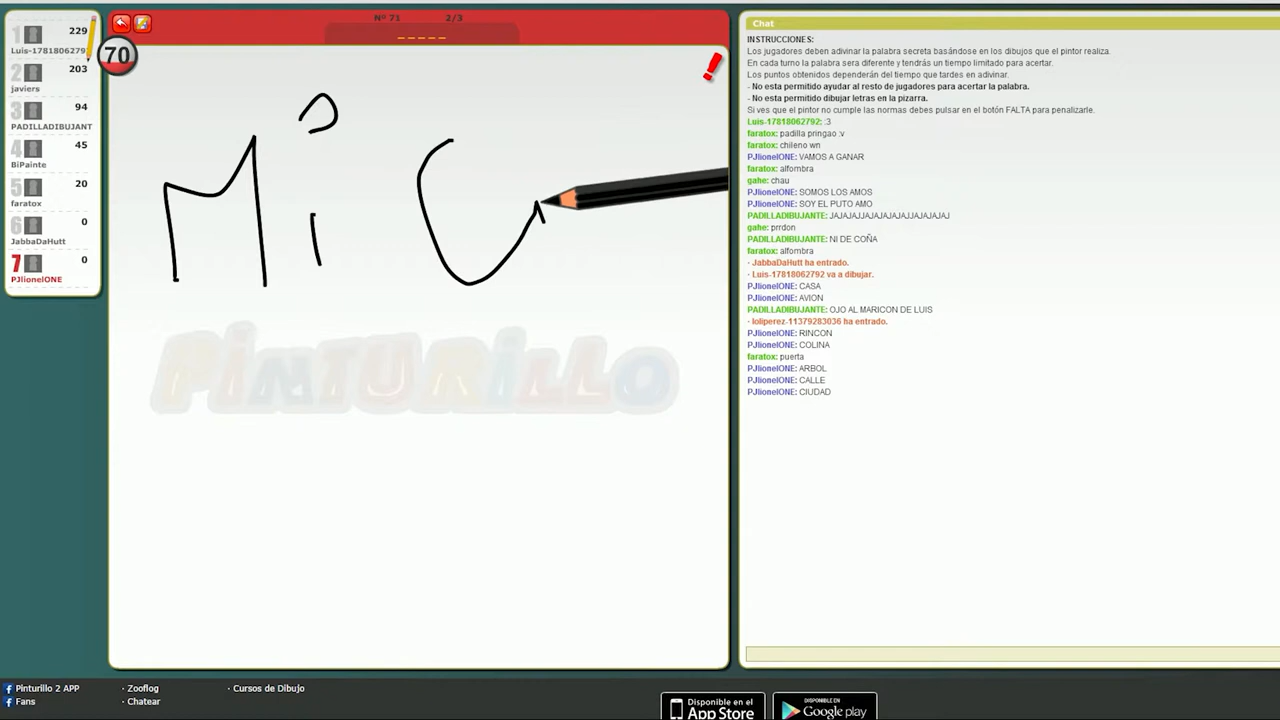 1
229
Luis-1781806279
2
203
javiers
3
94
PADILLADIBUJANT
4
45
BiPainte
5
20
faratox
6
0
JabbaDaHutt
7
0
PJlionelONE
70
Nº 71 2/3
_ _ _ _ _
!
Mi C
PiNTURiLLO
Chat
INSTRUCCIONES:
Los jugadores deben adivinar la palabra secreta basándose en los dibujos que el pintor realiza.
En cada turno la palabra sera diferente y tendrás un tiempo limitado para acertar.
Los puntos obtenidos dependerán del tiempo que tardes en adivinar.
- No esta permitido ayudar al resto de jugadores para acertar la palabra.
- No esta permitido dibujar letras en la pizarra.
Si ves que el pintor no cumple las normas debes pulsar en el botón FALTA para penalizarle.
Luis-17818062792: :3
faratox: padilla pringao :v
faratox: chileno wn
PJlionelONE: VAMOS A GANAR
faratox: alfombra
gahe: chau
PJlionelONE: SOMOS LOS AMOS
PJlionelONE: SOY EL PUTO AMO
PADILLADIBUJANTE: JAJAJAJJAJAJAJAJJAJAJAJAJ
gahe: prrdon
PADILLADIBUJANTE: NI DE COÑA
faratox: alfombra
· JabbaDaHutt ha entrado.
· Luis-17818062792 va a dibujar.
PJlionelONE: CASA
PJlionelONE: AVION
PADILLADIBUJANTE: OJO AL MARICON DE LUIS
· loliperez-11379283036 ha entrado.
PJlionelONE: RINCON
PJlionelONE: COLINA
faratox: puerta
PJlionelONE: ARBOL
PJlionelONE: CALLE
PJlionelONE: CIUDAD
Pinturillo 2 APP · Zooflog · Cursos de Dibujo
Fans · Chatear
Disponible en el
App Store
DISPONIBLE EN
Google play